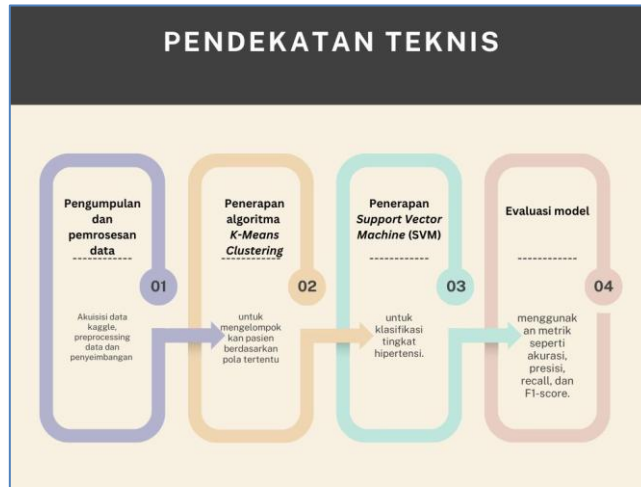 PENDEKATAN TEKNIS
Pengumpulan
dan
pemrosesan
data
-----------------
01
Akuisisi data
kaggle,
preprocessing
data dan
penyeimbangan
Penerapan
algoritma
K-Means
Clustering
-----------------
02
untuk
mengelompok
kan pasien
berdasarkan
pola tertentu
Penerapan
Support Vector
Machine (SVM)
-------------
03
untuk
klasifikasi
tingkat
hipertensi.
Evaluasi model
-------------
04
menggunak
an metrik
seperti
akurasi,
presisi,
recall, dan
F1-score.